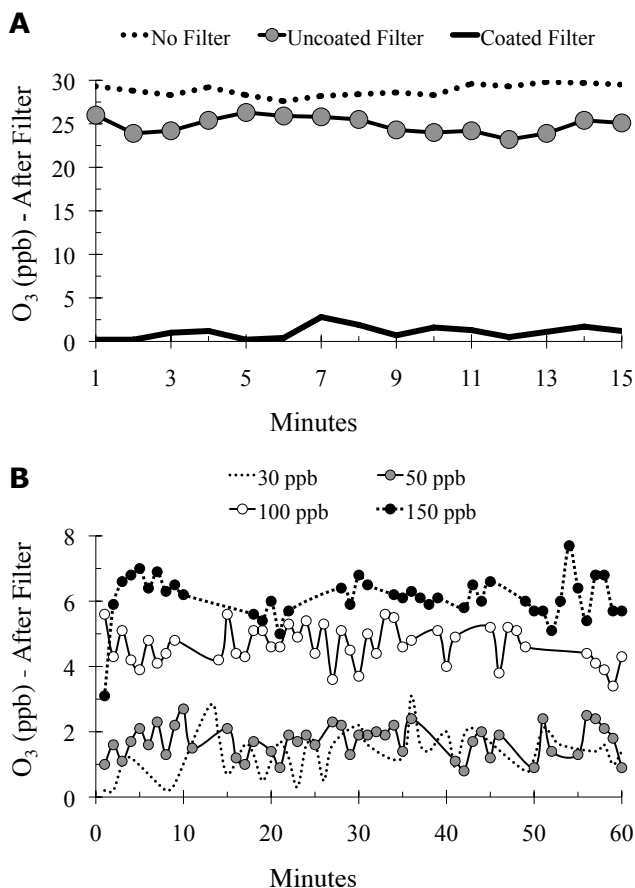 A
No Filter Uncoated Filter Coated Filter
30
25
20
15
10
5
0
O3 (ppb) - After Filter
1 3 5 7 9 11 13 15
Minutes
B
30 ppb 50 ppb
100 ppb 150 ppb
8
6
4
2
0
O3 (ppb) - After Filter
0 10 20 30 40 50 60
Minutes